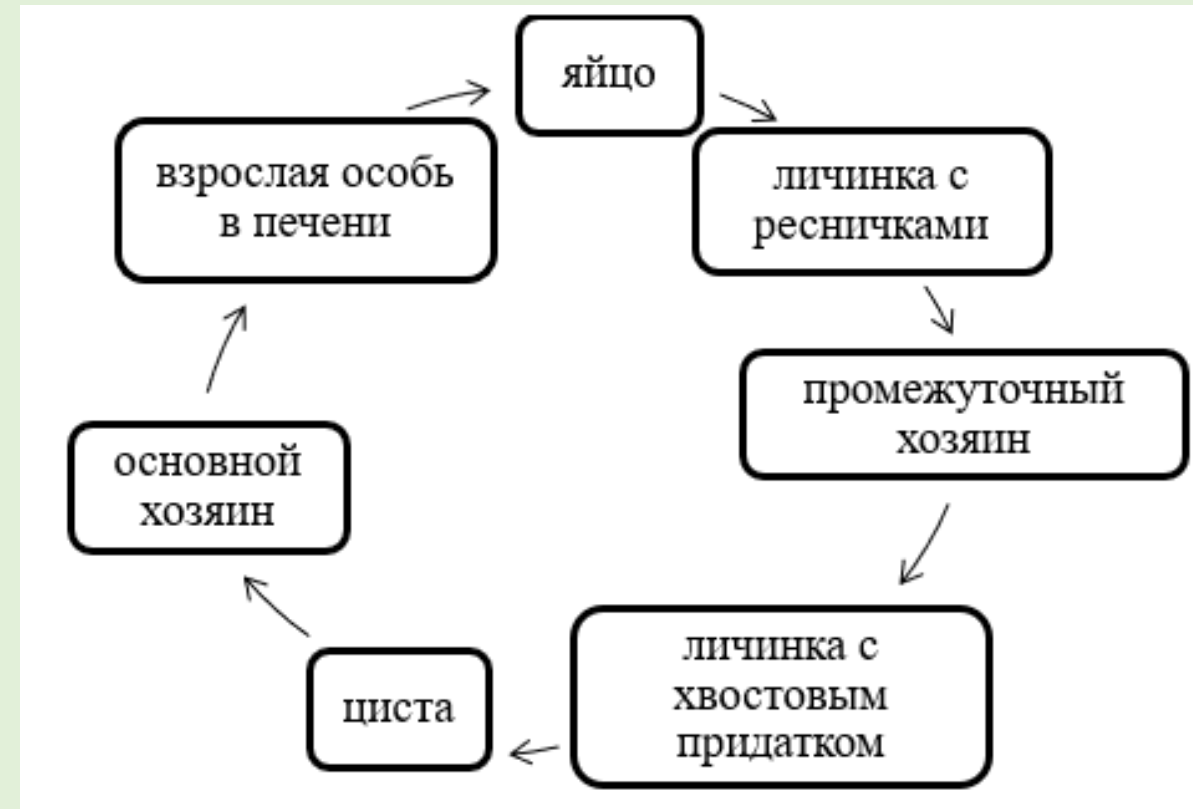 яйцо
личинка с
ресничками
промежуточный
хозяин
личинка с
хвостовым
придатком
циста
основной
хозяин
взрослая особь
в печени